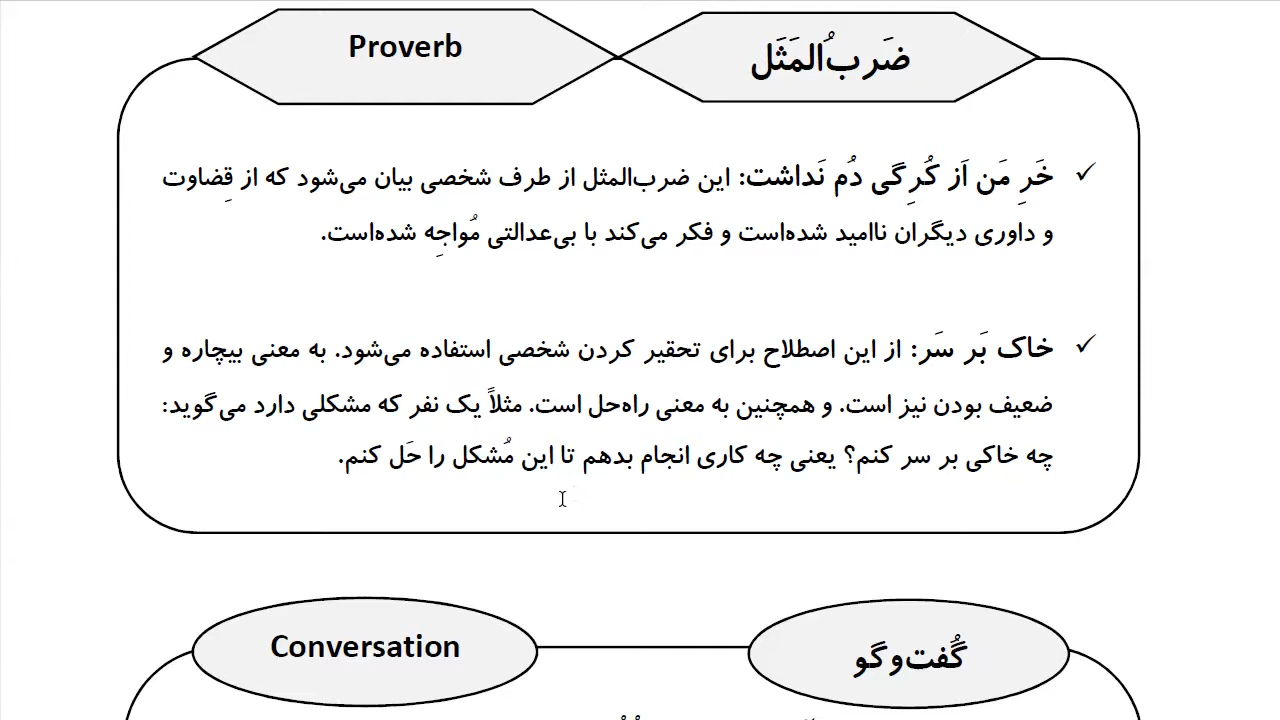 Proverb
ضَربُ‌المَثَل
خَرِ مَن اَز کُرِگی دُم نَداشت: این ضرب‌المثل از طرف شخصی بیان می‌شود که از قِضاوت
و داوری دیگران ناامید شده‌است و فکر می‌کند با بی‌عدالتی مُواجِه شده‌است.
خاک بَر سَر: از این اصطلاح برای تحقیر کردن شخصی استفاده می‌شود. به معنی بیچاره و
ضعیف بودن نیز است. و همچنین به معنی راه‌حل است. مثلاً یک نفر که مشکلی دارد می‌گوید:
چه خاکی بر سر کنم؟ یعنی چه کاری انجام بدهم تا این مُشکل را حَل کنم.
Conversation
گُفت‌وگو